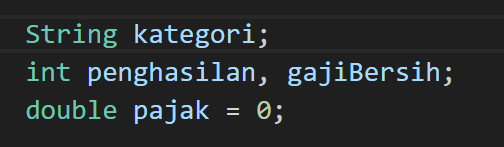 String kategori;
int penghasilan, gajiBersih;
double pajak = 0;